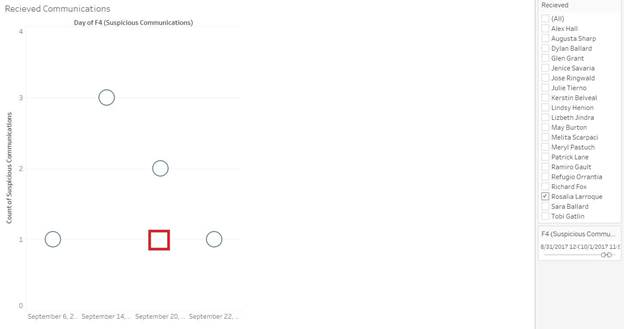 Recieved Communications
Day of F4 (Suspicious Communications)
Count of Suspicious Communications
4
3
2
1
0
September 6, 2...
September 14,...
September 20,...
September 22,...
Recieved
(All)
Alex Hall
Augusta Sharp
Dylan Ballard
Glen Grant
Jenice Savaria
Jose Ringwald
Julie Tierno
Kerstin Belveal
Lindsy Henion
Lizbeth Jindra
May Burton
Melita Scarpaci
Meryl Pastuch
Patrick Lane
Ramiro Gault
Refugio Orrantia
Richard Fox
Rosalia Larroque
Sara Ballard
Tobi Gatlin
F4 (Suspicious Commu...
8/31/2017 12:
10/1/2017 11: